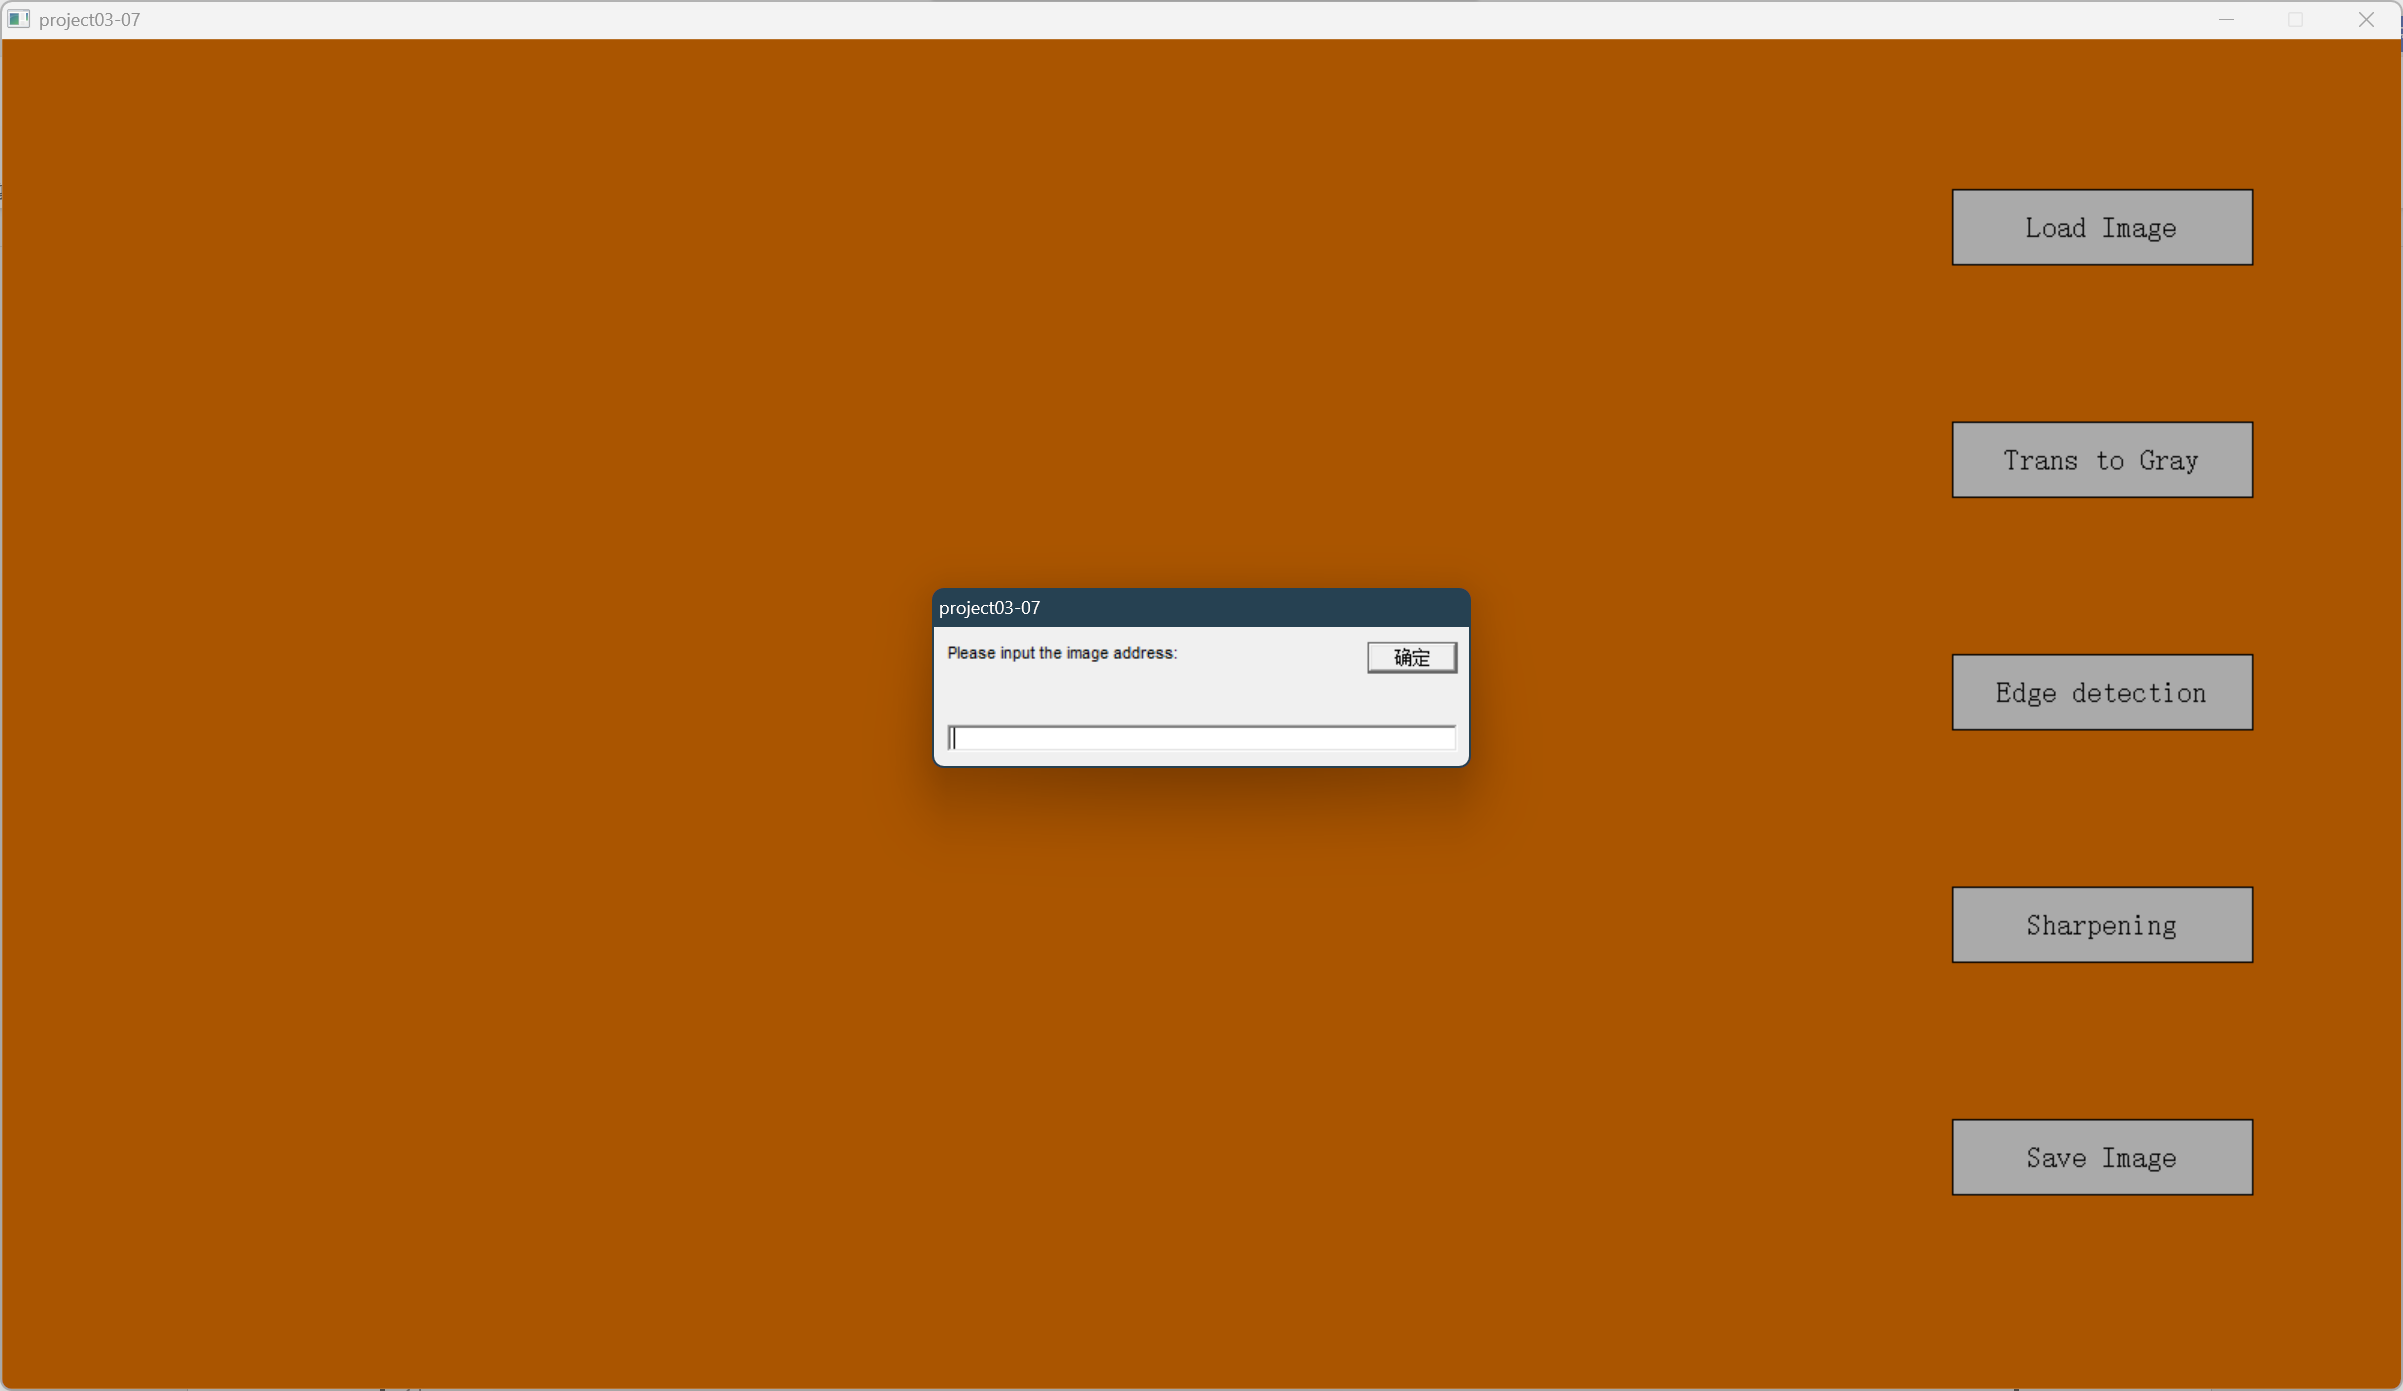 project03-07
Load Image
Trans to Gray
project03-07
Please input the image address:
确定
Edge detection
Sharpening
Save Image